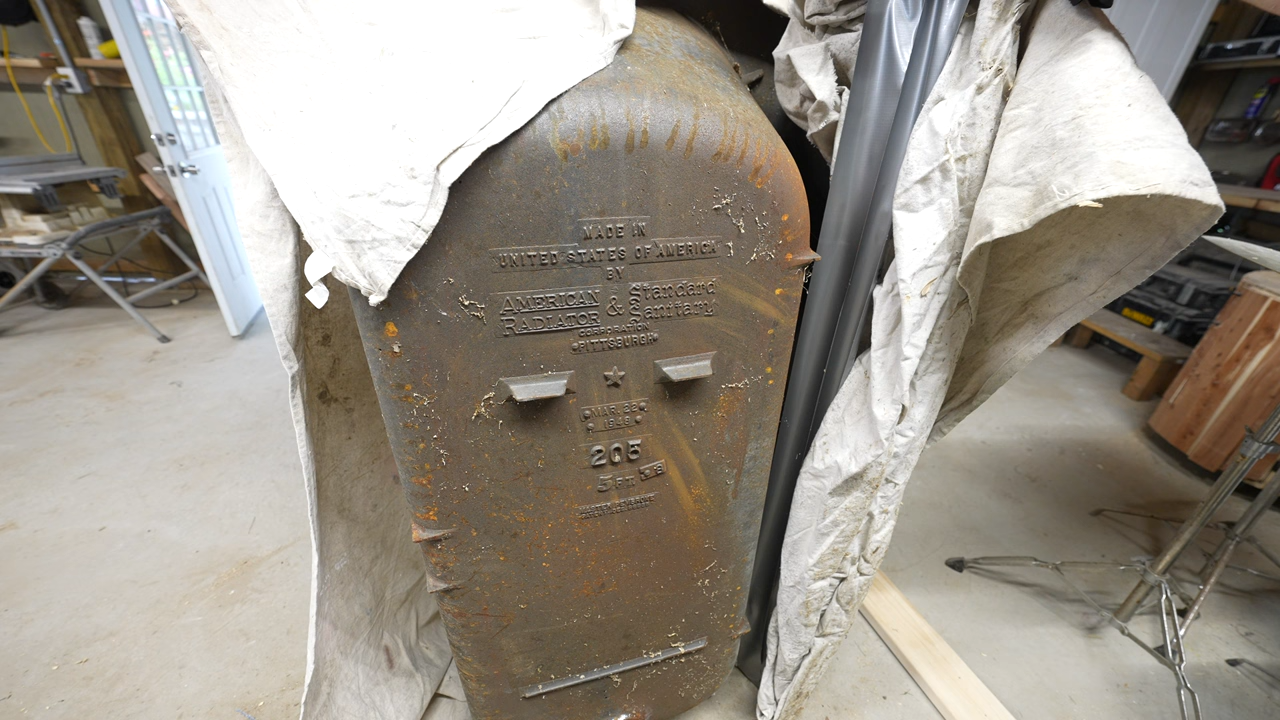 MADE IN
UNITED STATES OF AMERICA
BY
AMERICAN & Standard
RADIATOR Sanitary
CORPORATION
PITTSBURGH
MAR. 22
205
5 FT